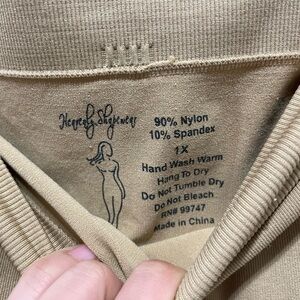 Heavenly Shapewear
90% Nylon
10% Spandex
1X
Hand Wash Warm
Hang To Dry
Do Not Tumble Dry
Do Not Bleach
RN# 99747
Made in China